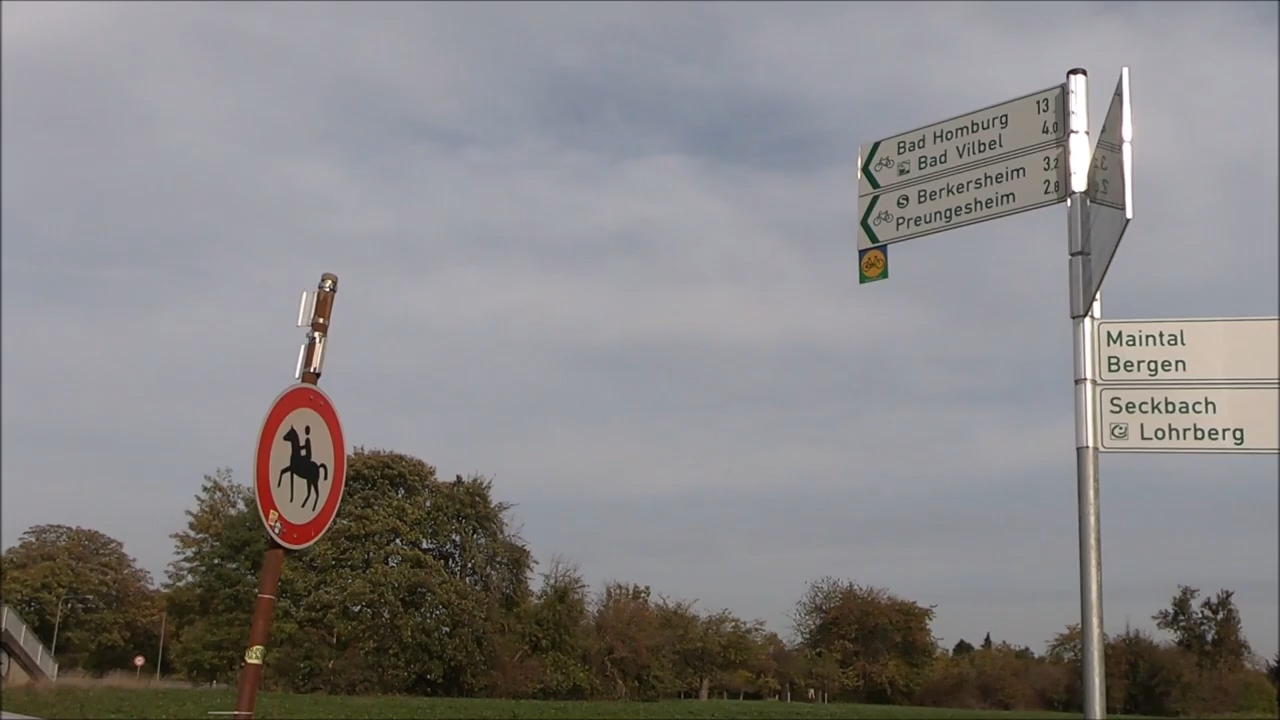 Bad Homburg 13
Bad Vilbel 4.0
S Berkersheim 3.2
Preungesheim 2.8
Maintal
Bergen
Seckbach
Lohrberg